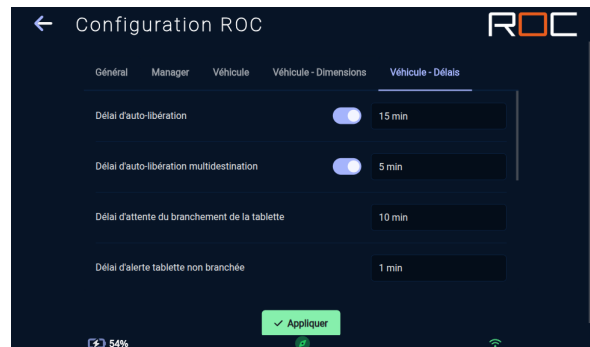 Configuration ROC
ROC
Général Manager Véhicule Véhicule - Dimensions Véhicule - Délais
Délai d'auto-libération 15 min
Délai d'auto-libération multidestination 5 min
Délai d'attente du branchement de la tablette 10 min
Délai d'alerte tablette non branchée 1 min
Appliquer
54%